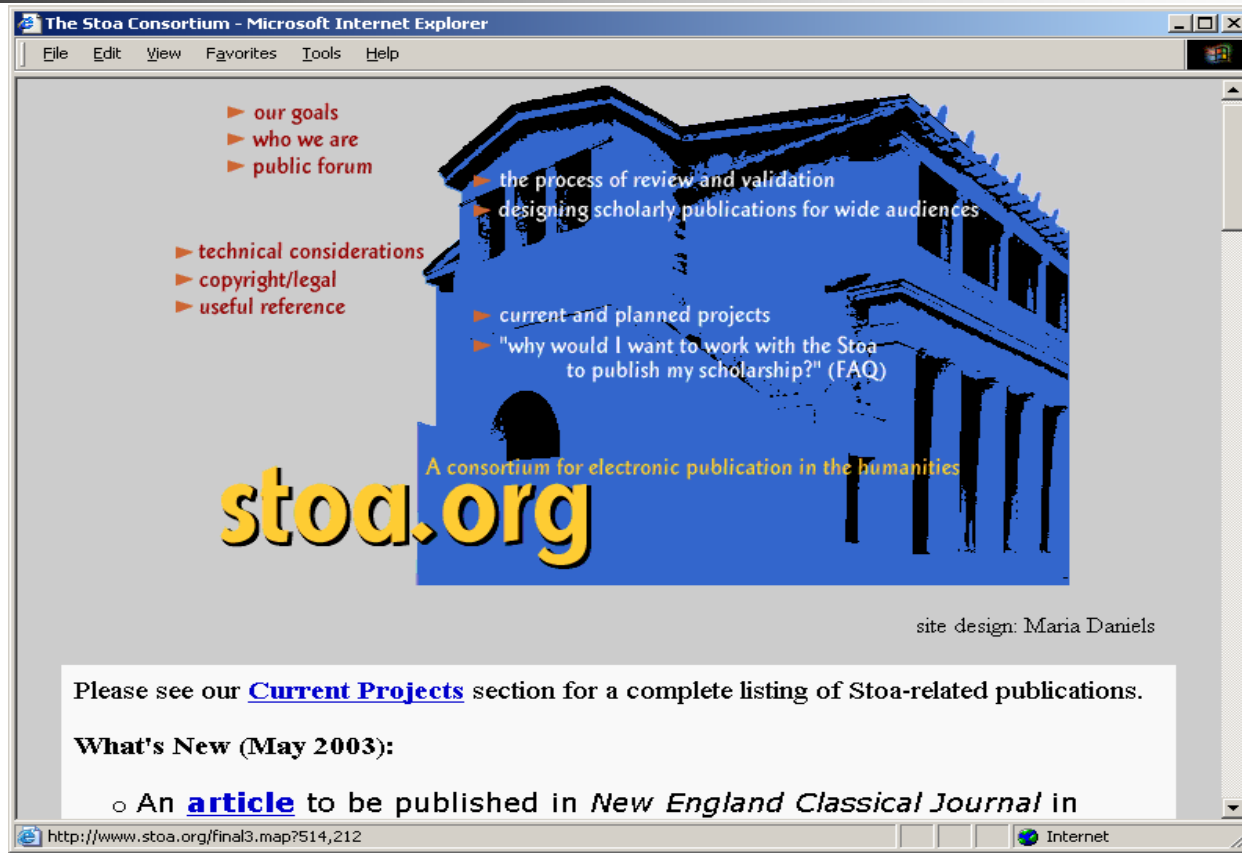 The Stoa Consortium - Microsoft Internet Explorer
File Edit View Favorites Tools Help
our goals
who we are
public forum
the process of review and validation
designing scholarly publications for wide audiences
technical considerations
copyright/legal
useful reference
current and planned projects
"why would I want to work with the Stoa
to publish my scholarship?" (FAQ)
A consortium for electronic publication in the humanities
stoa.org
site design: Maria Daniels
Please see our Current Projects section for a complete listing of Stoa-related publications.
What's New (May 2003):
An article to be published in New England Classical Journal in
http://www.stoa.org/final3.map?514,212
Internet